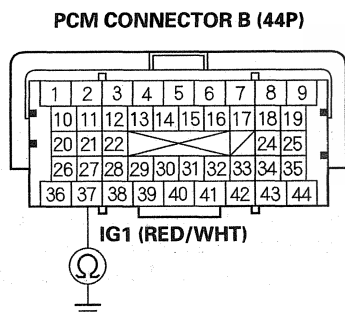 PCM CONNECTOR B (44P)
1 2 3 4 5 6 7 8 9
10 11 12 13 14 15 16 17 18 19
20 21 22 24 25
26 27 28 29 30 31 32 33 34 35
36 37 38 39 40 41 42 43 44
IG1 (RED/WHT)
Ω